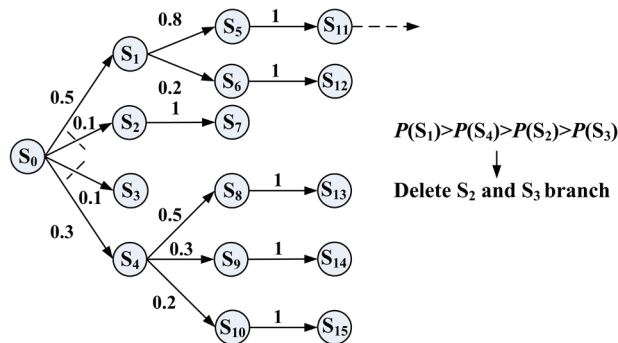 0.8 S5 1 S11
S1
0.2 S6 1 S12
0.5
0.1 S2 1 S7
S0
P(S1)>P(S4)>P(S2)>P(S3)
0.1 S3
Delete S2 and S3 branch
0.3
0.5 S8 1 S13
S4 0.3 S9 1 S14
0.2 S10 1 S15